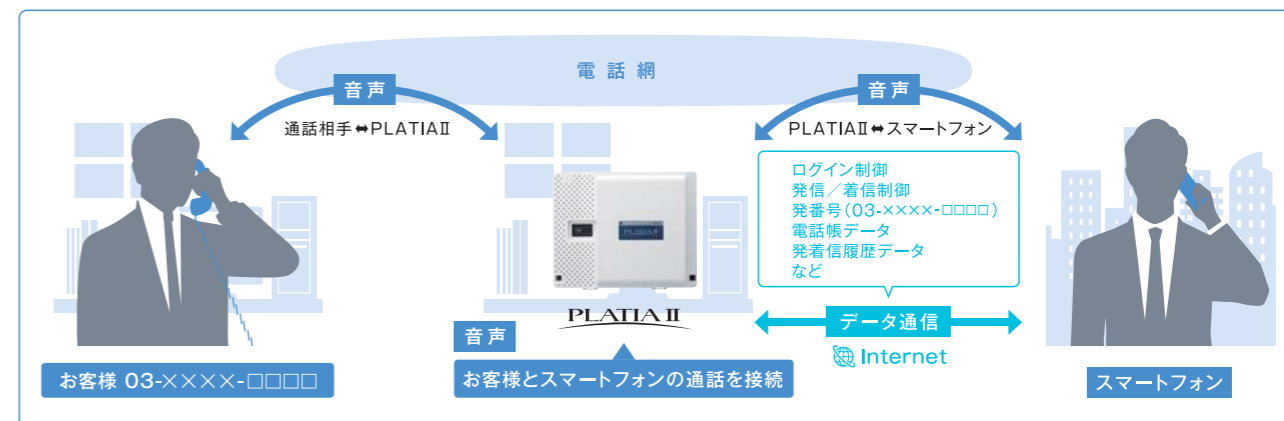 電話網
音声
音声
通話相手⬌PLATIAⅡ
PLATIAⅡ⬌スマートフォン
ログイン制御
発信／着信制御
発番号（03-××××-□□□□）
電話帳データ
発着信履歴データ
など
PLATIA Ⅱ
データ通信
音声
Internet
お客様 03-××××-□□□□
お客様とスマートフォンの通話を接続
スマートフォン